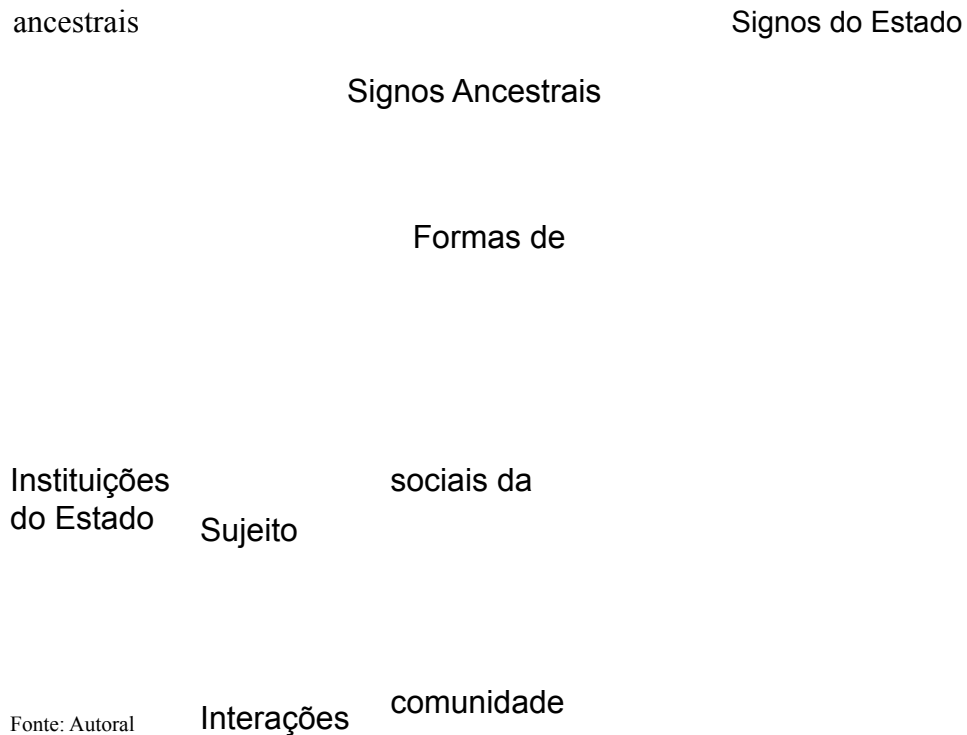 ancestrais
Signos do Estado
Signos Ancestrais
Formas de
Instituições
do Estado
Sujeito
sociais da
comunidade
Interações
Fonte: Autoral